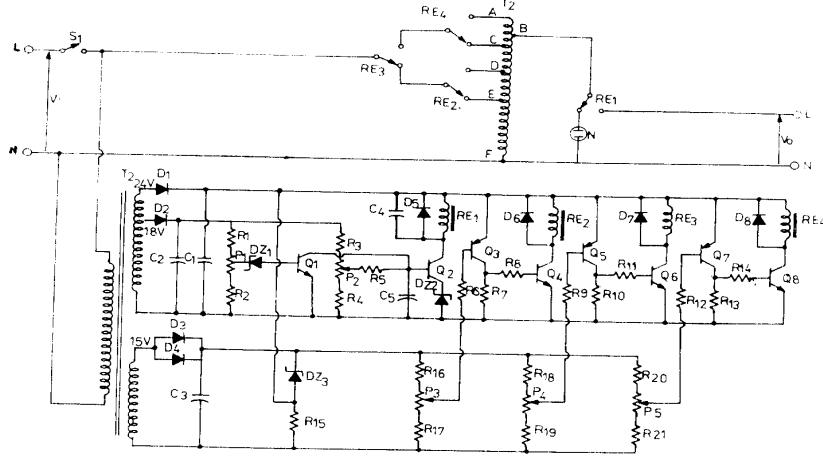 T2
RE4 A
B
L S1
C
RE3
D
RE2 E
RE1
V
N
L
Vo
F
N N
T2 24V D1
D2
18V
D5
C4
RE1
D6
RE2
D7
RE3
D8
RE4
R1
R3
P1
DZ1
Q1
P2
R5
Q2
Q3
Q4
Q5
Q6
Q7
Q8
C2 C1
R2
R4
C5
DZ2
R6
R7
R8
R9
R10
R11
R12
R13
R14
D3
15V D4
DZ3
C3
R15
R16
P3
R17
R18
P4
R19
R20
P5
R21